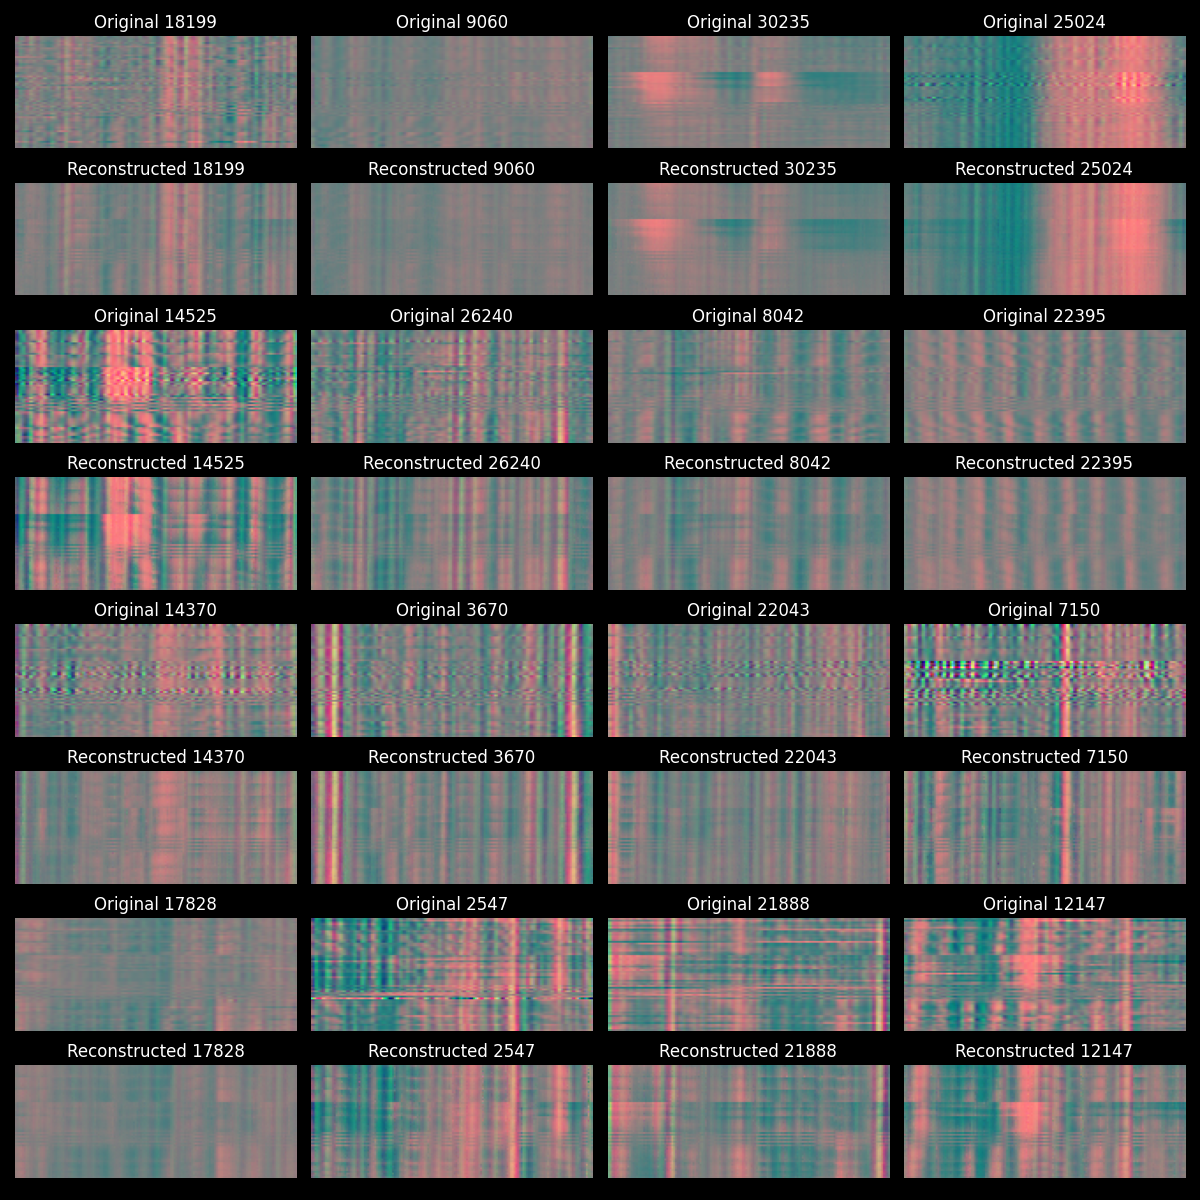 Original 18199 Original 9060 Original 30235 Original 25024
Reconstructed 18199 Reconstructed 9060 Reconstructed 30235 Reconstructed 25024
Original 14525 Original 26240 Original 8042 Original 22395
Reconstructed 14525 Reconstructed 26240 Reconstructed 8042 Reconstructed 22395
Original 14370 Original 3670 Original 22043 Original 7150
Reconstructed 14370 Reconstructed 3670 Reconstructed 22043 Reconstructed 7150
Original 17828 Original 2547 Original 21888 Original 12147
Reconstructed 17828 Reconstructed 2547 Reconstructed 21888 Reconstructed 12147